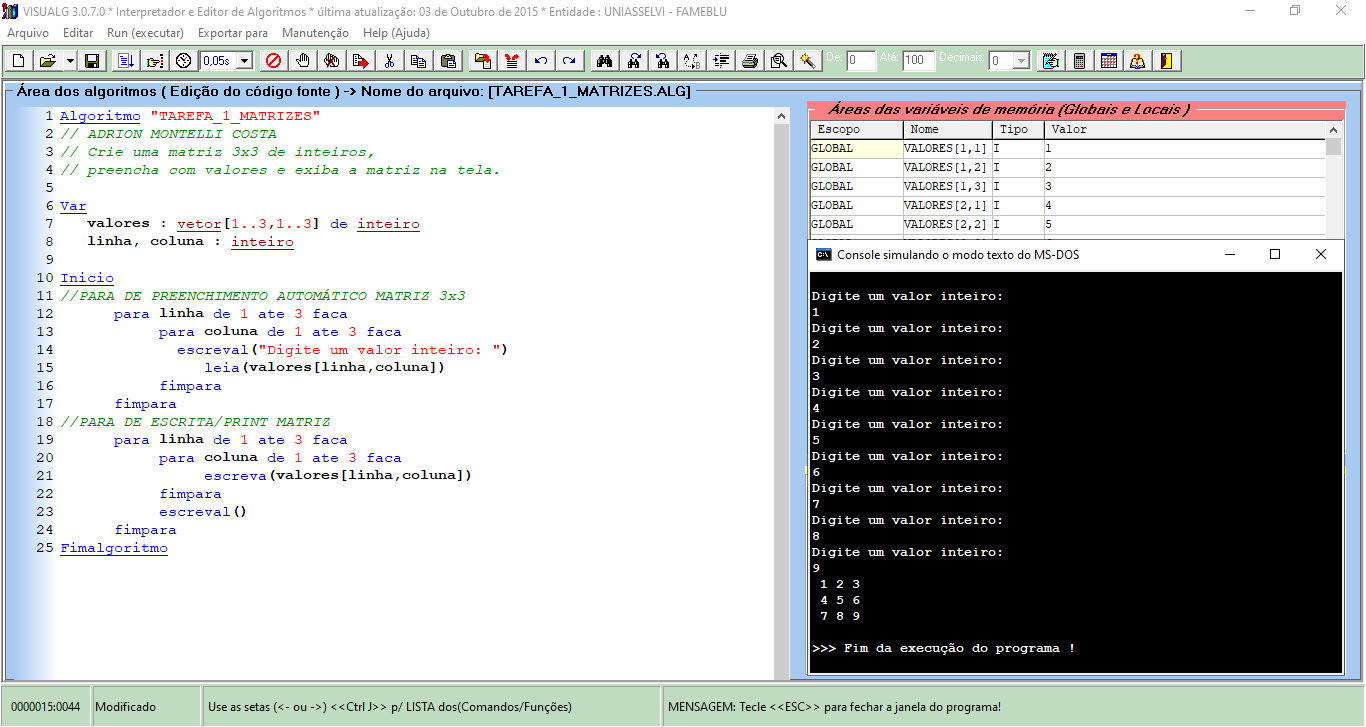 VISUALG 3.0.7.0 * Interpretador e Editor de Algoritmos * última atualização: 03 de Outubro de 2015 * Entidade : UNIASSELVI - FAMEBLU
Arquivo Editar Run (executar) Exportar para Manutenção Help (Ajuda)
0,05s De: 0 Até: 100 Decimais: 0
Área dos algoritmos ( Edição do código fonte ) -> Nome do arquivo: [TAREFA_1_MATRIZES.ALG]
1 Algoritmo "TAREFA_1_MATRIZES"
2 // ADRION MONTELLI COSTA
3 // Crie uma matriz 3x3 de inteiros,
4 // preencha com valores e exiba a matriz na tela.
5
6 Var
7 valores : vetor[1..3,1..3] de inteiro
8 linha, coluna : inteiro
9
10 Inicio
11 //PARA DE PREENCHIMENTO AUTOMÁTICO MATRIZ 3x3
12 para linha de 1 ate 3 faca
13 para coluna de 1 ate 3 faca
14 escreval("Digite um valor inteiro: ")
15 leia(valores[linha,coluna])
16 fimpara
17 fimpara
18 //PARA DE ESCRITA/PRINT MATRIZ
19 para linha de 1 ate 3 faca
20 para coluna de 1 ate 3 faca
21 escreva(valores[linha,coluna])
22 fimpara
23 escreval()
24 fimpara
25 Fimalgoritmo
Áreas das variáveis de memória (Globais e Locais )
Escopo Nome Tipo Valor
GLOBAL VALORES[1,1] I 1
GLOBAL VALORES[1,2] I 2
GLOBAL VALORES[1,3] I 3
GLOBAL VALORES[2,1] I 4
GLOBAL VALORES[2,2] I 5
Console simulando o modo texto do MS-DOS
Digite um valor inteiro:
1
Digite um valor inteiro:
2
Digite um valor inteiro:
3
Digite um valor inteiro:
4
Digite um valor inteiro:
5
Digite um valor inteiro:
6
Digite um valor inteiro:
7
Digite um valor inteiro:
8
Digite um valor inteiro:
9
1 2 3
4 5 6
7 8 9
>>> Fim da execução do programa !
0000015:0044 Modificado Use as setas (<- ou ->) <<Ctrl J>> p/ LISTA dos(Comandos/Funções) MENSAGEM: Tecle <<ESC>> para fechar a janela do programa!